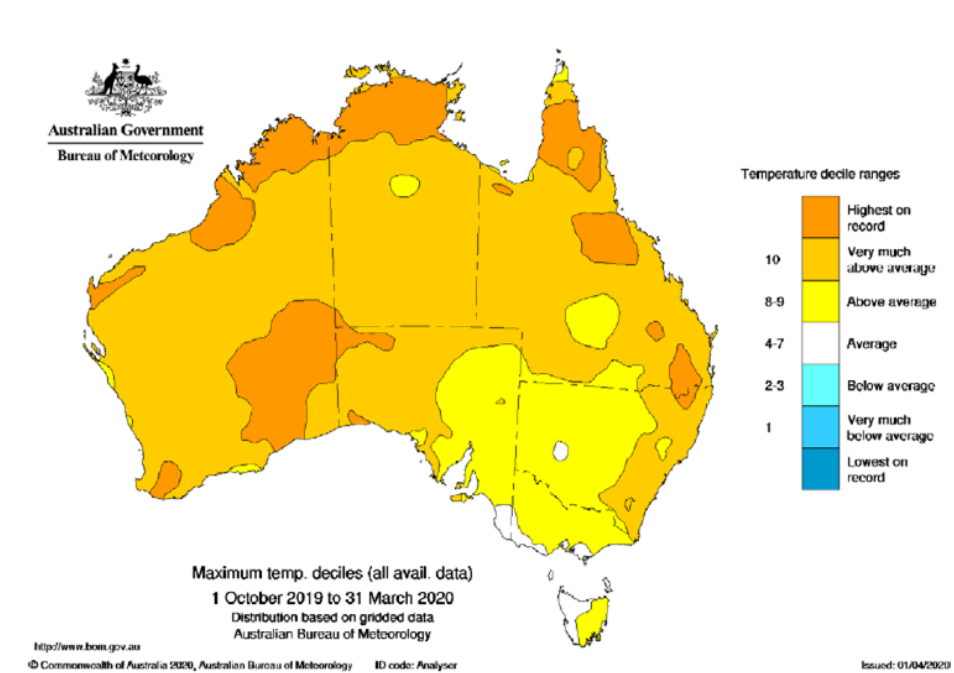 Australian Government
Bureau of Meteorology
Temperature decile ranges
Highest on
record
10
Very much
above average
8-9
Above average
4-7
Average
2-3
Below average
1
Very much
below average
Lowest on
record
Maximum temp. deciles (all avail. data)
1 October 2019 to 31 March 2020
Distribution based on gridded data
Australian Bureau of Meteorology
http://www.bom.gov.au
© Commonwealth of Australia 2020, Australian Bureau of Meteorology ID code: Analyser Issued: 01/04/2020